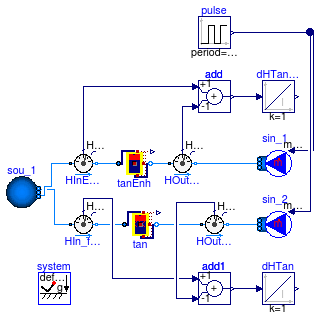 pulse
period=...
add
dHTan...
+1
+
-1
k=1
H...
H...
sin_1
m...
sou_1
HInE...
tanEnh
HOut...
sin_2
m...
H...
H...
HIn_f...
tan
HOut...
system
def...
g
add1
dHTan
+1
+
-1
k=1